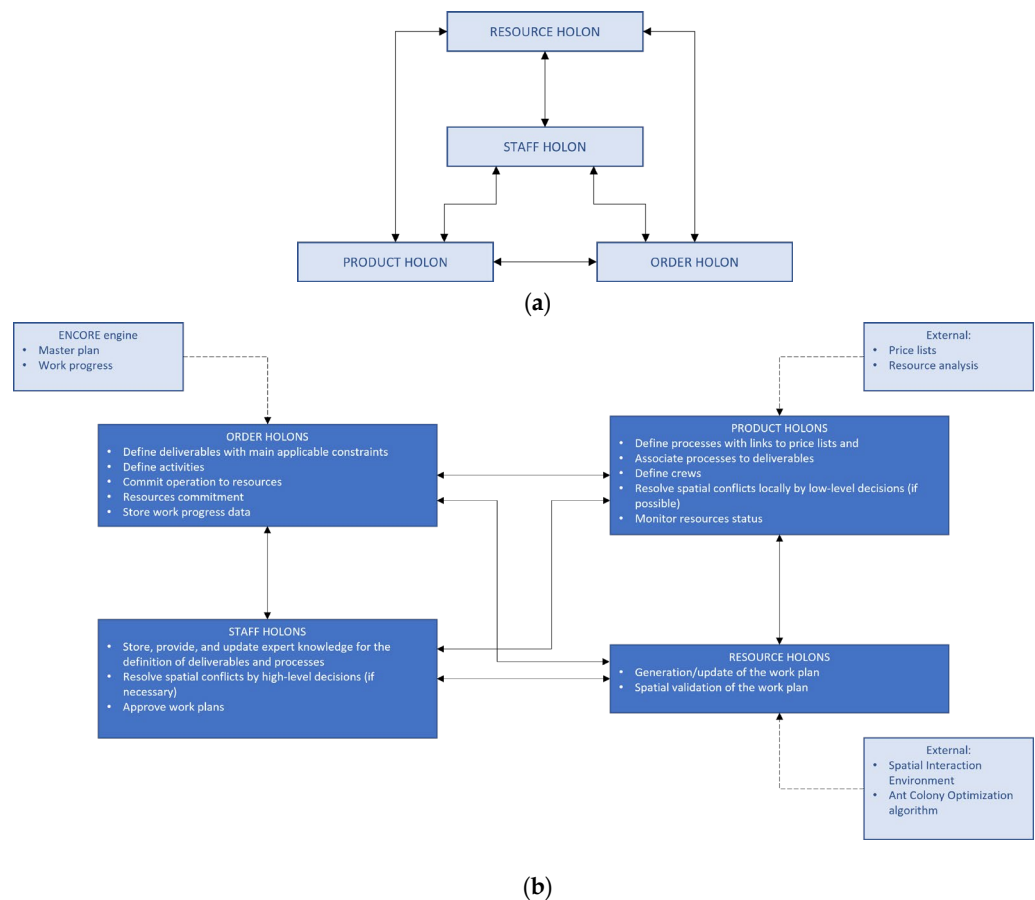 RESOURCE HOLON
STAFF HOLON
PRODUCT HOLON
ORDER HOLON
(a)
ENCORE engine
• Master plan
• Work progress
External:
• Price lists
• Resource analysis
ORDER HOLONS
• Define deliverables with main applicable constraints
• Define activities
• Commit operation to resources
• Resources commitment
• Store work progress data
PRODUCT HOLONS
• Define processes with links to price lists and
• Associate processes to deliverables
• Define crews
• Resolve spatial conflicts locally by low-level decisions (if
possible)
• Monitor resources status
STAFF HOLONS
• Store, provide, and update expert knowledge for the
definition of deliverables and processes
• Resolve spatial conflicts by high-level decisions (if
necessary)
• Approve work plans
RESOURCE HOLONS
• Generation/update of the work plan
• Spatial validation of the work plan
External:
• Spatial Interaction
Environment
• Ant Colony Optimization
algorithm
(b)